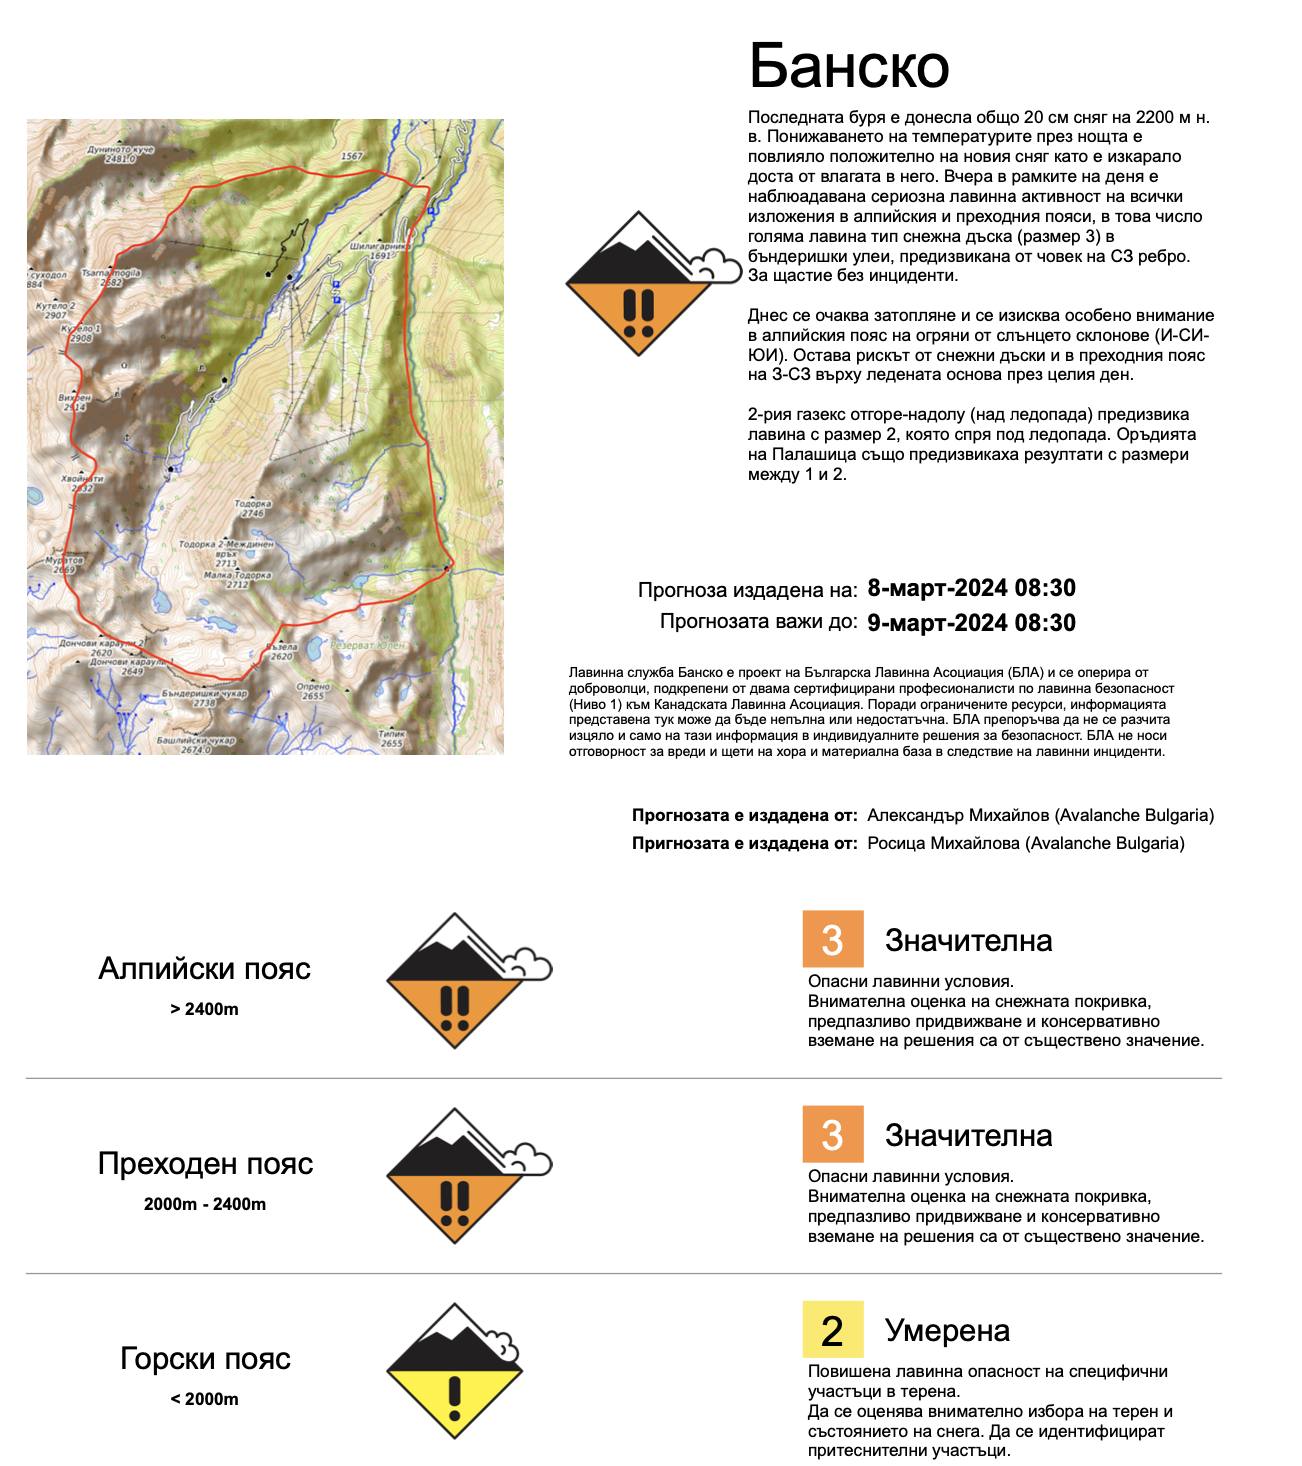 Банско
Последната буря е донесла общо 20 см сняг на 2200 м н.
в. Понижаването на температурите през нощта е
повлияло положително на новия сняг като е изкарало
доста от влагата в него. Вчера в рамките на деня е
наблюадавана сериозна лавинна активност на всички
изложения в алпийския и преходния пояси, в това число
голяма лавина тип снежна дъска (размер 3) в
бъндеришки улеи, предизвикана от човек на СЗ ребро.
За щастие без инциденти.
Днес се очаква затопляне и се изисква особено внимание
в алпийския пояс на огряни от слънцето склонове (И-СИ-
ЮИ). Остава рискът от снежни дъски и в преходния пояс
на З-СЗ върху ледената основа през целия ден.
2-рия газекс отгоре-надолу (над ледопада) предизвика
лавина с размер 2, която спря под ледопада. Оръдията
на Палашица също предизвикаха резултати с размери
между 1 и 2.
Дуниното куче
2481.0
1567
Шилигарника
1691
суходол
884
Tsarna mogila
2682
Кутело 2
2907
Кутело 1
2908
Вихрен
2914
Хвойнати
2632
Тодорка
2746
Тодорка 2-Междинен
връх
2713
Малка Тодорка
2712
Муратов
2669
Дончови караули 2
2620
Дончови караули 1
2649
Възела
2620
Резерват Юлен
Бъндеришки чукар
2738
Опрено
2655
Башлийски чукар
2674.0
Типик
2655
Прогноза издадена на: 8-март-2024 08:30
Прогнозата важи до: 9-март-2024 08:30
Лавинна служба Банско е проект на Българска Лавинна Асоциация (БЛА) и се оперира от
доброволци, подкрепени от двама сертифицирани професионалисти по лавинна безопасност
(Ниво 1) към Канадската Лавинна Асоциация. Поради ограничените ресурси, информацията
представена тук може да бъде непълна или недостатъчна. БЛА препоръчва да не се разчита
изцяло и само на тази информация в индивидуалните решения за безопасност. БЛА не носи
отговорност за вреди и щети на хора и материална база в следствие на лавинни инциденти.
Прогнозата е издадена от: Александър Михайлов (Avalanche Bulgaria)
Пригнозата е издадена от: Росица Михайлова (Avalanche Bulgaria)
Алпийски пояс
> 2400m
3 Значителна
Опасни лавинни условия.
Внимателна оценка на снежната покривка,
предпазливо придвижване и консервативно
вземане на решения са от съществено значение.
Преходен пояс
2000m - 2400m
3 Значителна
Опасни лавинни условия.
Внимателна оценка на снежната покривка,
предпазливо придвижване и консервативно
вземане на решения са от съществено значение.
Горски пояс
< 2000m
2 Умерена
Повишена лавинна опасност на специфични
участъци в терена.
Да се оценява внимателно избора на терен и
състоянието на снега. Да се идентифицират
притеснителни участъци.